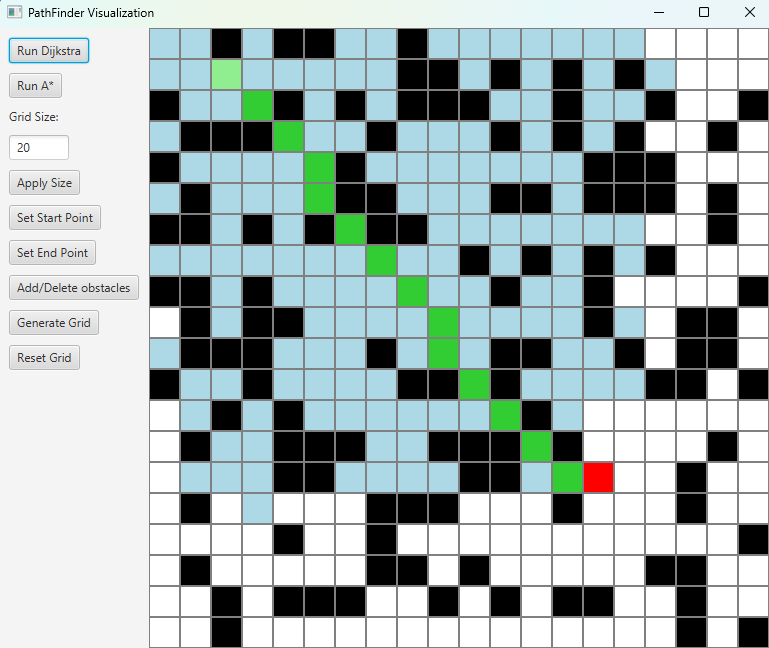 PathFinder Visualization
Run Dijkstra
Run A*
Grid Size:
20
Apply Size
Set Start Point
Set End Point
Add/Delete obstacles
Generate Grid
Reset Grid